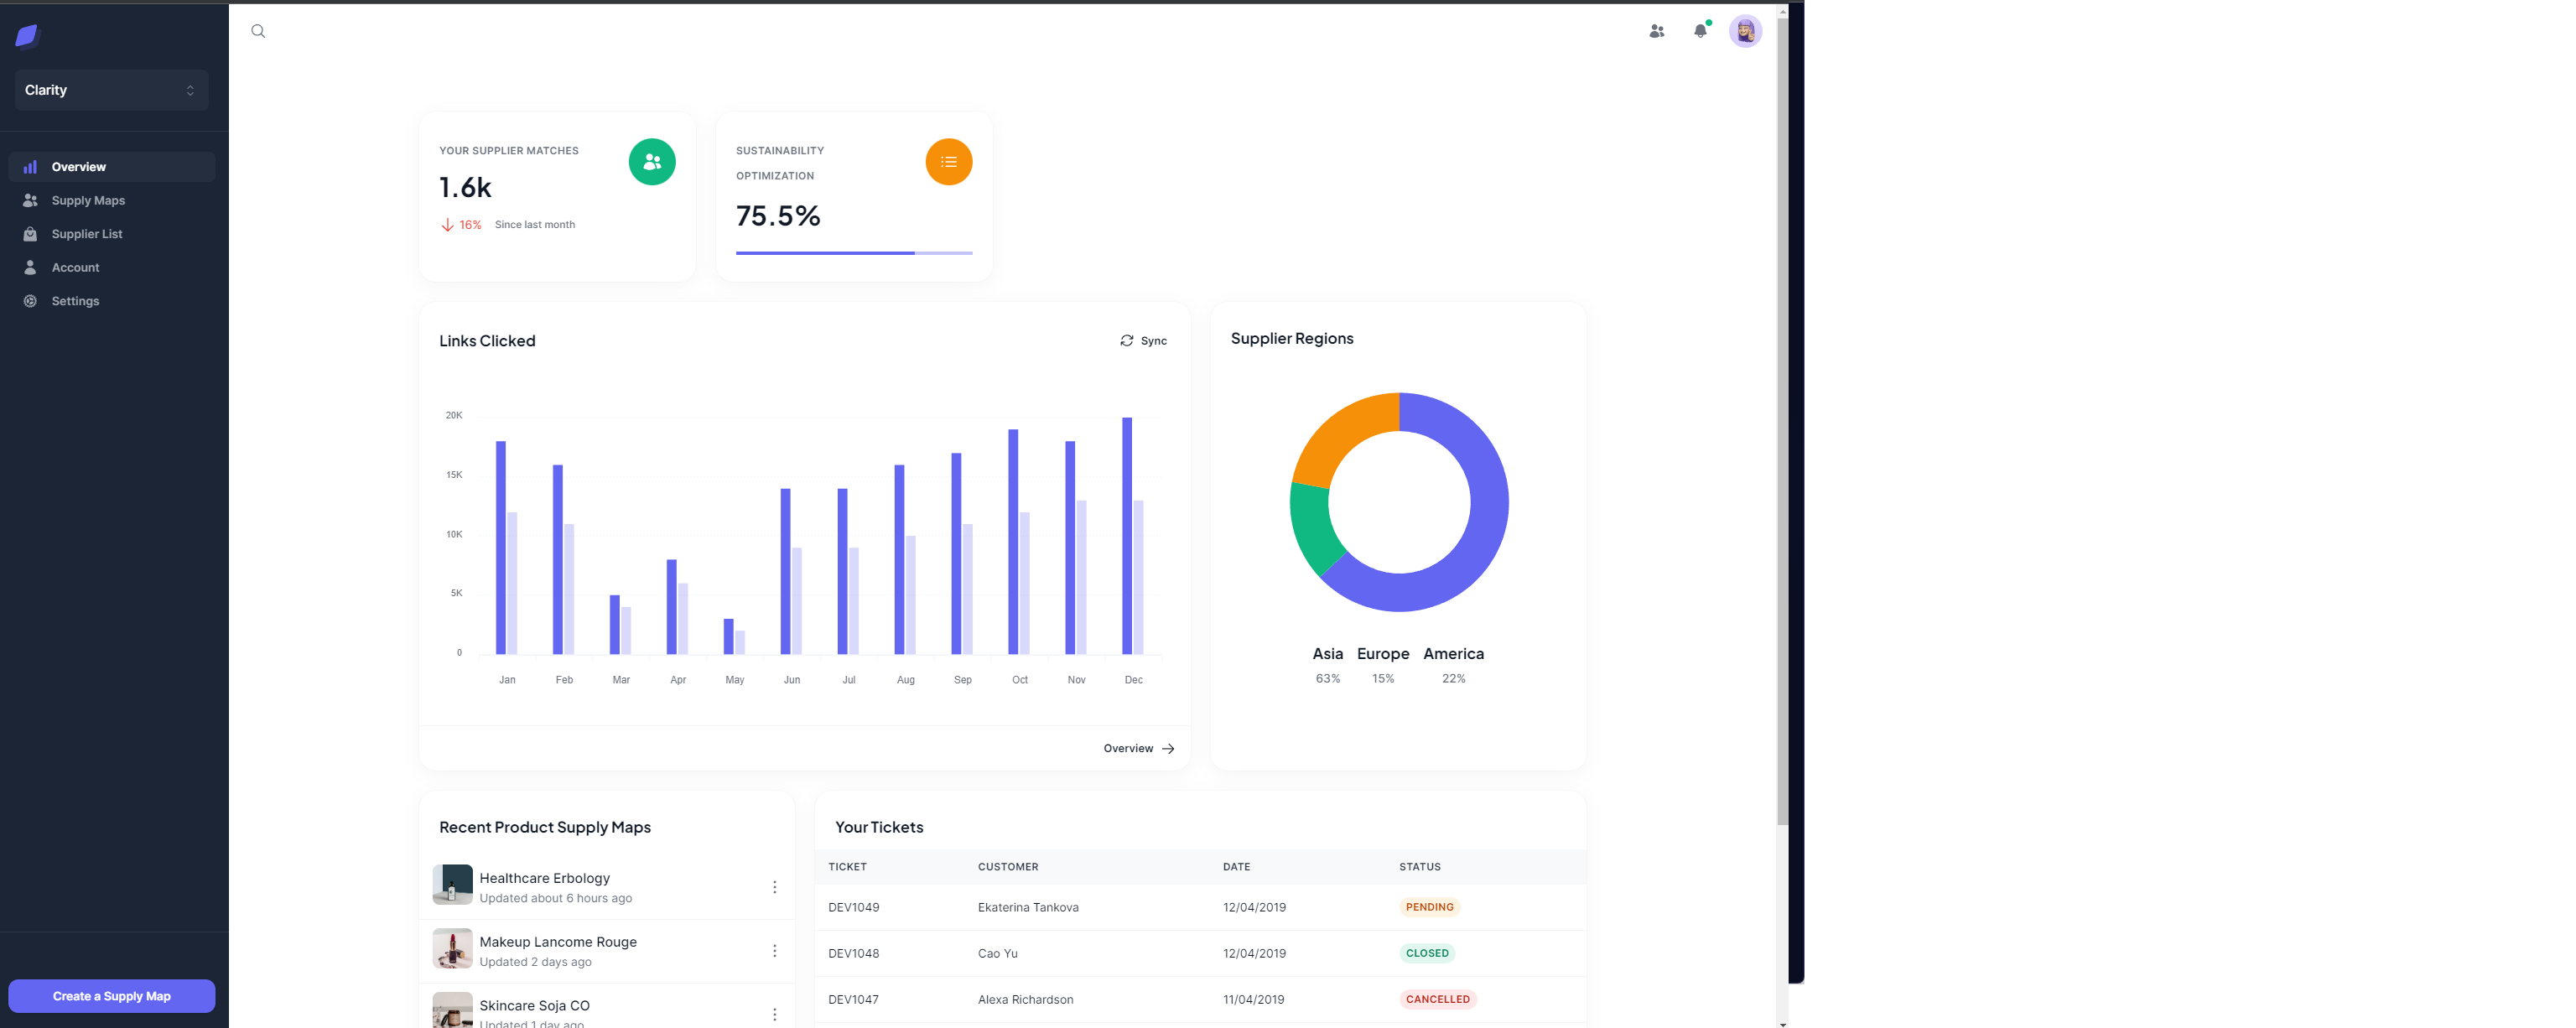 Clarity
Overview
Supply Maps
Supplier List
Account
Settings
Create a Supply Map
YOUR SUPPLIER MATCHES
1.6k
16% Since last month
SUSTAINABILITY
OPTIMIZATION
75.5%
Links Clicked
Sync
20K
15K
10K
5K
0
Jan Feb Mar Apr May Jun Jul Aug Sep Oct Nov Dec
Overview
Supplier Regions
Asia Europe America
63% 15% 22%
Recent Product Supply Maps
Healthcare Erbology
Updated about 6 hours ago
Makeup Lancome Rouge
Updated 2 days ago
Skincare Soja CO
Updated 1 day ago
Your Tickets
TICKET CUSTOMER DATE STATUS
DEV1049 Ekaterina Tankova 12/04/2019 PENDING
DEV1048 Cao Yu 12/04/2019 CLOSED
DEV1047 Alexa Richardson 11/04/2019 CANCELLED